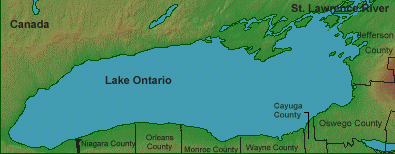 St. Lawrence River
Canada
Jefferson
County
Lake Ontario
Cayuga
County
Oswego County
Niagara County
Orleans
County
Monroe County
Wayne County